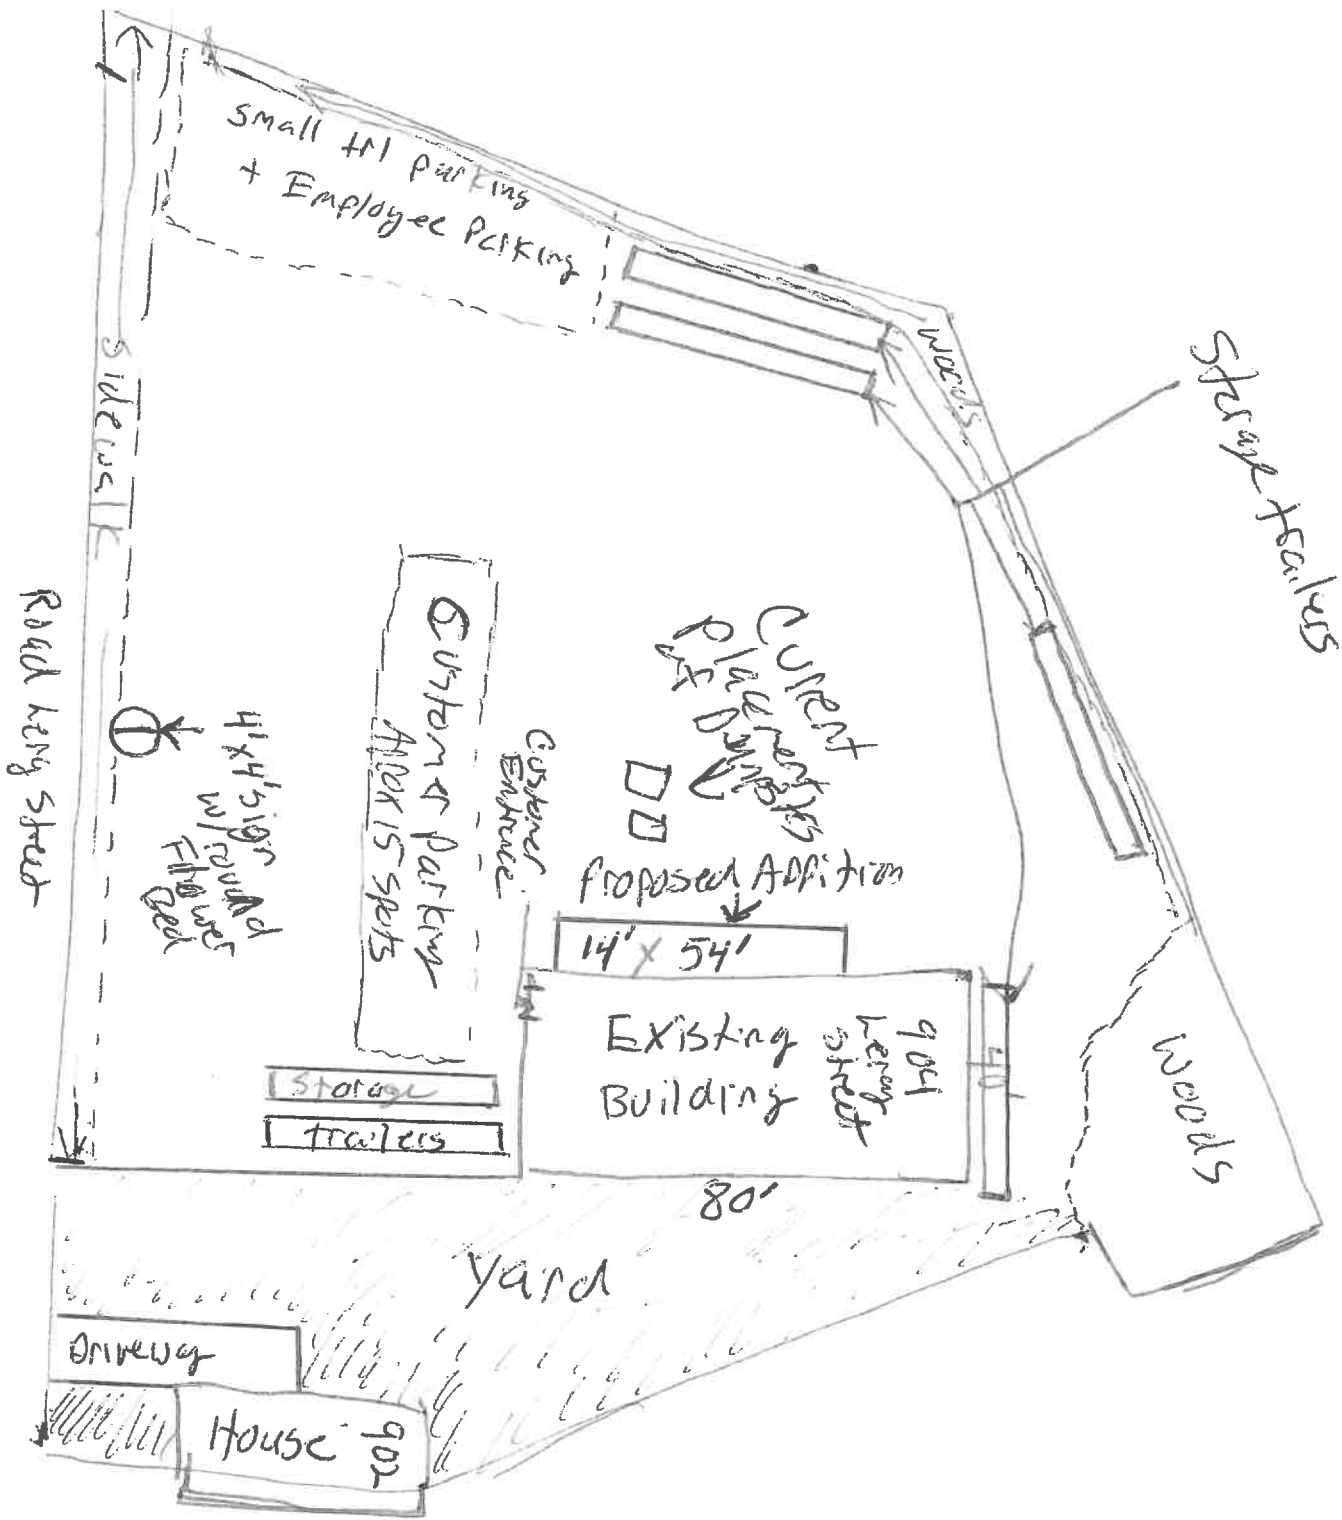 Small trl parking
+ Employee Parking
Woods
Storage trailers
Sidewalk
Road Leroy Street
4'x4' sign
w/ round
Flower
Bed
Customer Parking
15 Spots
Customer
Entrance
Current
Placement
of Dumpsters
Proposed Addition
14' x 54'
Existing
Building
904
Leroy
Street
40
80'
Storage
trailers
Woods
Yard
Driveway
House
902